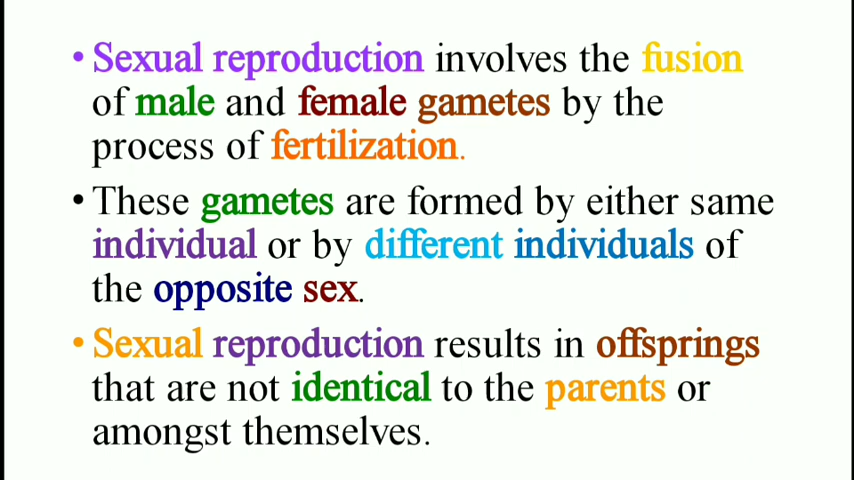 • Sexual reproduction involves the fusion
of male and female gametes by the
process of fertilization.
• These gametes are formed by either same
individual or by different individuals of
the opposite sex.
• Sexual reproduction results in offsprings
that are not identical to the parents or
amongst themselves.